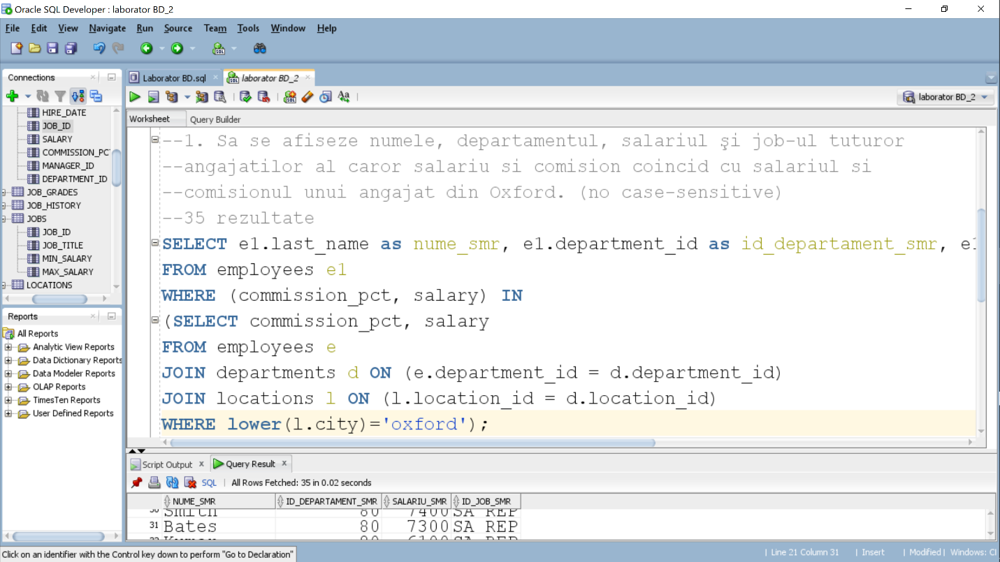 Oracle SQL Developer : laborator BD_2
File Edit View Navigate Run Source Team Tools Window Help
Connections
HIRE_DATE
JOB_ID
SALARY
COMMISSION_PC
MANAGER_ID
DEPARTMENT_ID
JOB_GRADES
JOB_HISTORY
JOBS
JOB_ID
JOB_TITLE
MIN_SALARY
MAX_SALARY
LOCATIONS
Reports
All Reports
Analytic View Reports
Data Dictionary Reports
Data Modeler Reports
OLAP Reports
TimesTen Reports
User Defined Reports
Laborator BD.sql laborator BD_2
laborator BD_2
Worksheet Query Builder
--1. Sa se afiseze numele, departamentul, salariul şi job-ul tuturor
--angajatilor al caror salariu si comision coincid cu salariul si
--comisionul unui angajat din Oxford. (no case-sensitive)
--35 rezultate
SELECT e1.last_name as nume_smr, e1.department_id as id_departament_smr, e1
FROM employees e1
WHERE (commission_pct, salary) IN
(SELECT commission_pct, salary
FROM employees e
JOIN departments d ON (e.department_id = d.department_id)
JOIN locations l ON (l.location_id = d.location_id)
WHERE lower(l.city)='oxford');
Script Output Query Result
SQL | All Rows Fetched: 35 in 0.02 seconds
NUME_SMR ID_DEPARTAMENT_SMR SALARIU_SMR ID_JOB_SMR
30 Smith 80 7400 SA_REP
31 Bates 80 7300 SA_REP
32 Kumar 80 6100 SA_REP
Click on an identifier with the Control key down to perform "Go to Declaration"
| Line 21 Column 31 | Insert | Modified | Windows: C